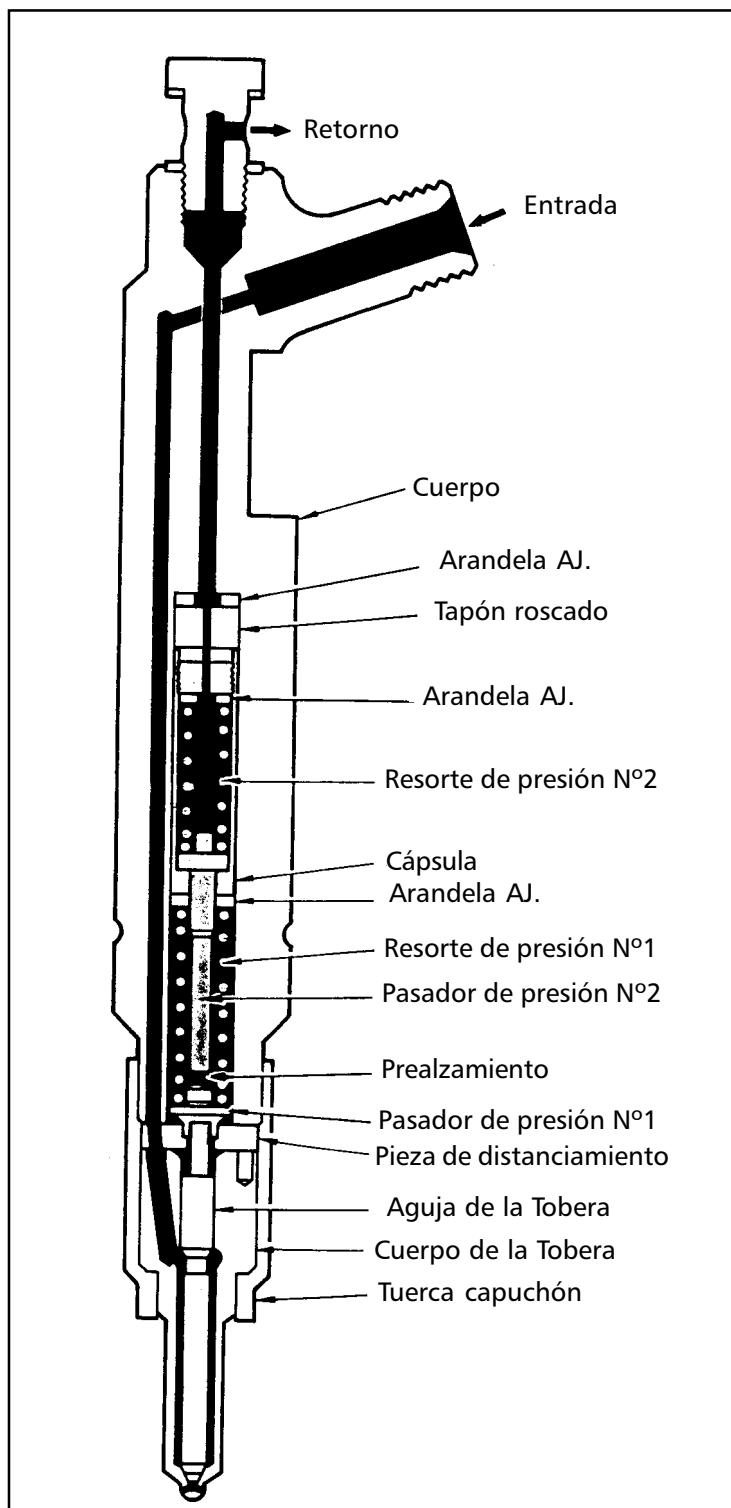 Retorno
Entrada
Cuerpo
Arandela AJ.
Tapón roscado
Arandela AJ.
Resorte de presión Nº2
Cápsula
Arandela AJ.
Resorte de presión Nº1
Pasador de presión Nº2
Prealzamiento
Pasador de presión Nº1
Pieza de distanciamiento
Aguja de la Tobera
Cuerpo de la Tobera
Tuerca capuchón